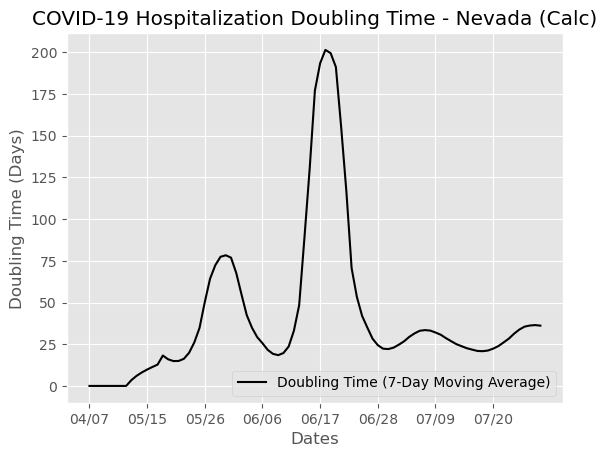 COVID-19 Hospitalization Doubling Time - Nevada (Calc)
Doubling Time (Days)
200
175
150
125
100
75
50
25
0
Doubling Time (7-Day Moving Average)
04/07 05/15 05/26 06/06 06/17 06/28 07/09 07/20
Dates